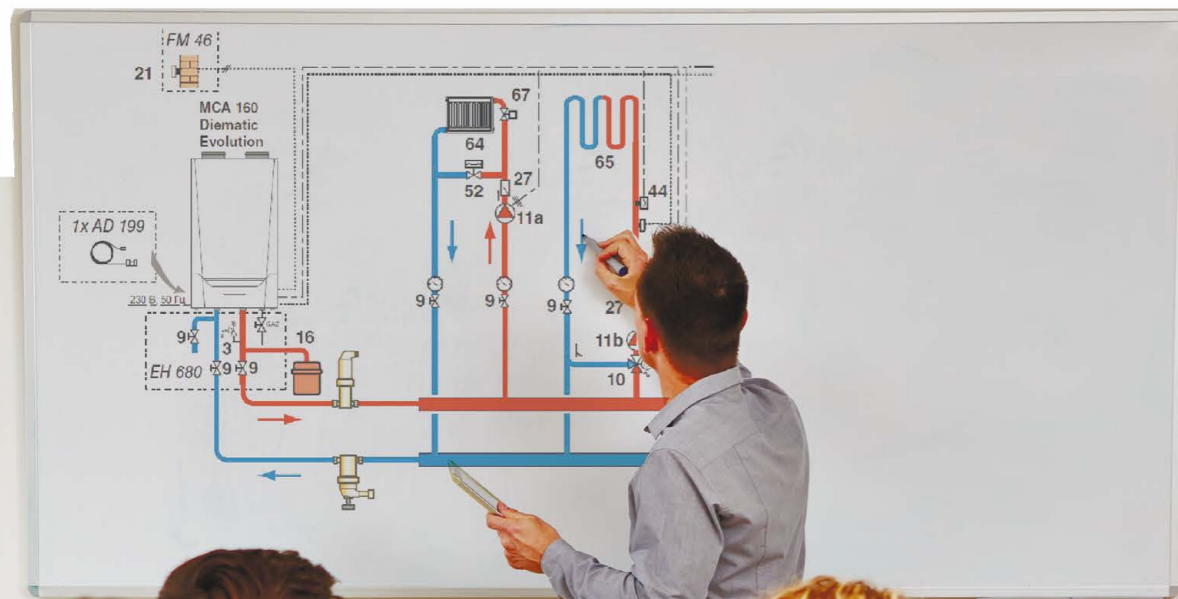 FM 46
21
MCA 160
Diematic
Evolution
67
64
65
52
27
44
11a
1x AD 199
230 В, 50 Гц
9
9
9
27
GAZ
16
11b
9
3
EH 680
9
9
10